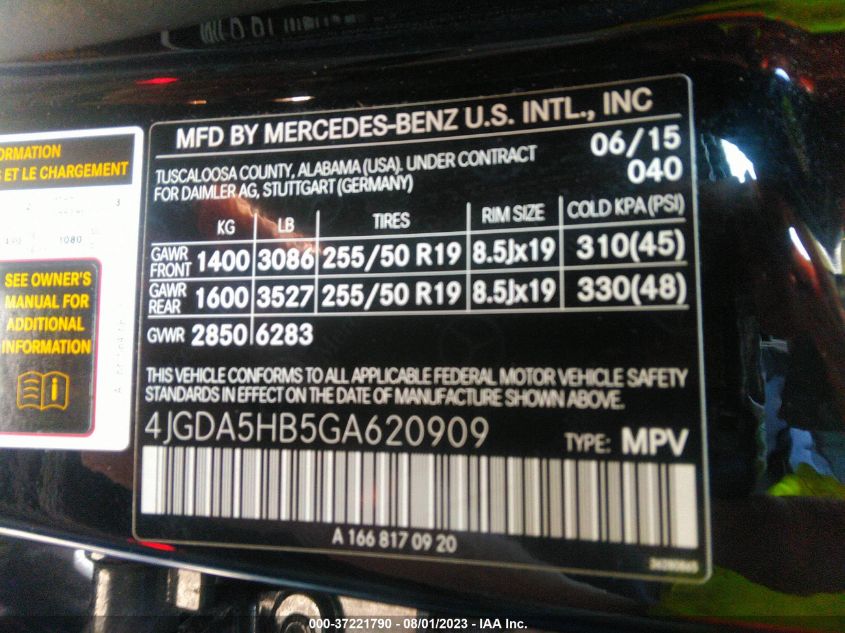 ORMATION
S ET LE CHARGEMENT
1080
SEE OWNER'S
MANUAL FOR
ADDITIONAL
INFORMATION
MFD BY MERCEDES-BENZ U.S. INTL., INC
TUSCALOOSA COUNTY, ALABAMA (USA). UNDER CONTRACT
FOR DAIMLER AG, STUTTGART (GERMANY)
06/15
040
KG LB TIRES RIM SIZE COLD KPA (PSI)
GAWR FRONT 1400 3086 255/50 R19 8.5Jx19 310(45)
GAWR REAR 1600 3527 255/50 R19 8.5Jx19 330(48)
GVWR 2850 6283
THIS VEHICLE CONFORMS TO ALL APPLICABLE FEDERAL MOTOR VEHICLE SAFETY
STANDARDS IN EFFECT ON THE DATE OF MANUFACTURE SHOWN ABOVE.
4JGDA5HB5GA620909 TYPE: MPV
A 166 817 09 20
000-37221790 - 08/01/2023 - IAA Inc.